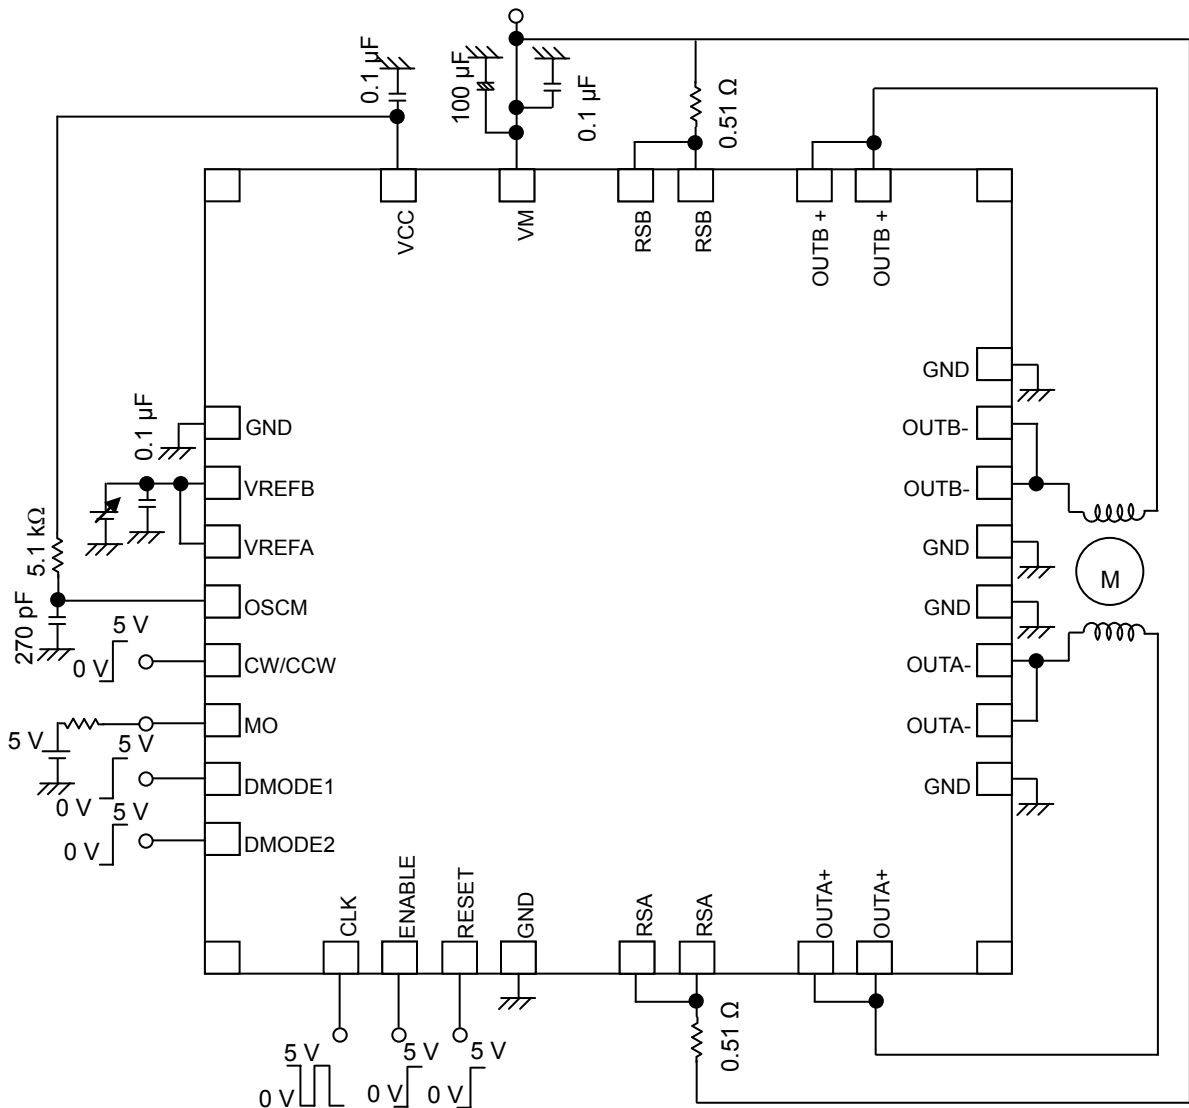 0.1 µF
100 µF
0.1 µF
0.51 Ω
VCC
VM
RSB
RSB
OUTB +
OUTB +
GND
OUTB-
OUTB-
GND
GND
OUTA-
OUTA-
GND
M
0.1 µF
GND
VREFB
VREFA
5.1 kΩ
OSCM
270 pF
5 V
0 V
CW/CCW
MO
5 V
5 V
0 V
DMODE1
5 V
0 V
DMODE2
CLK
ENABLE
RESET
GND
RSA
RSA
OUTA+
OUTA+
0.51 Ω
5 V
0 V
5 V
0 V
5 V
0 V